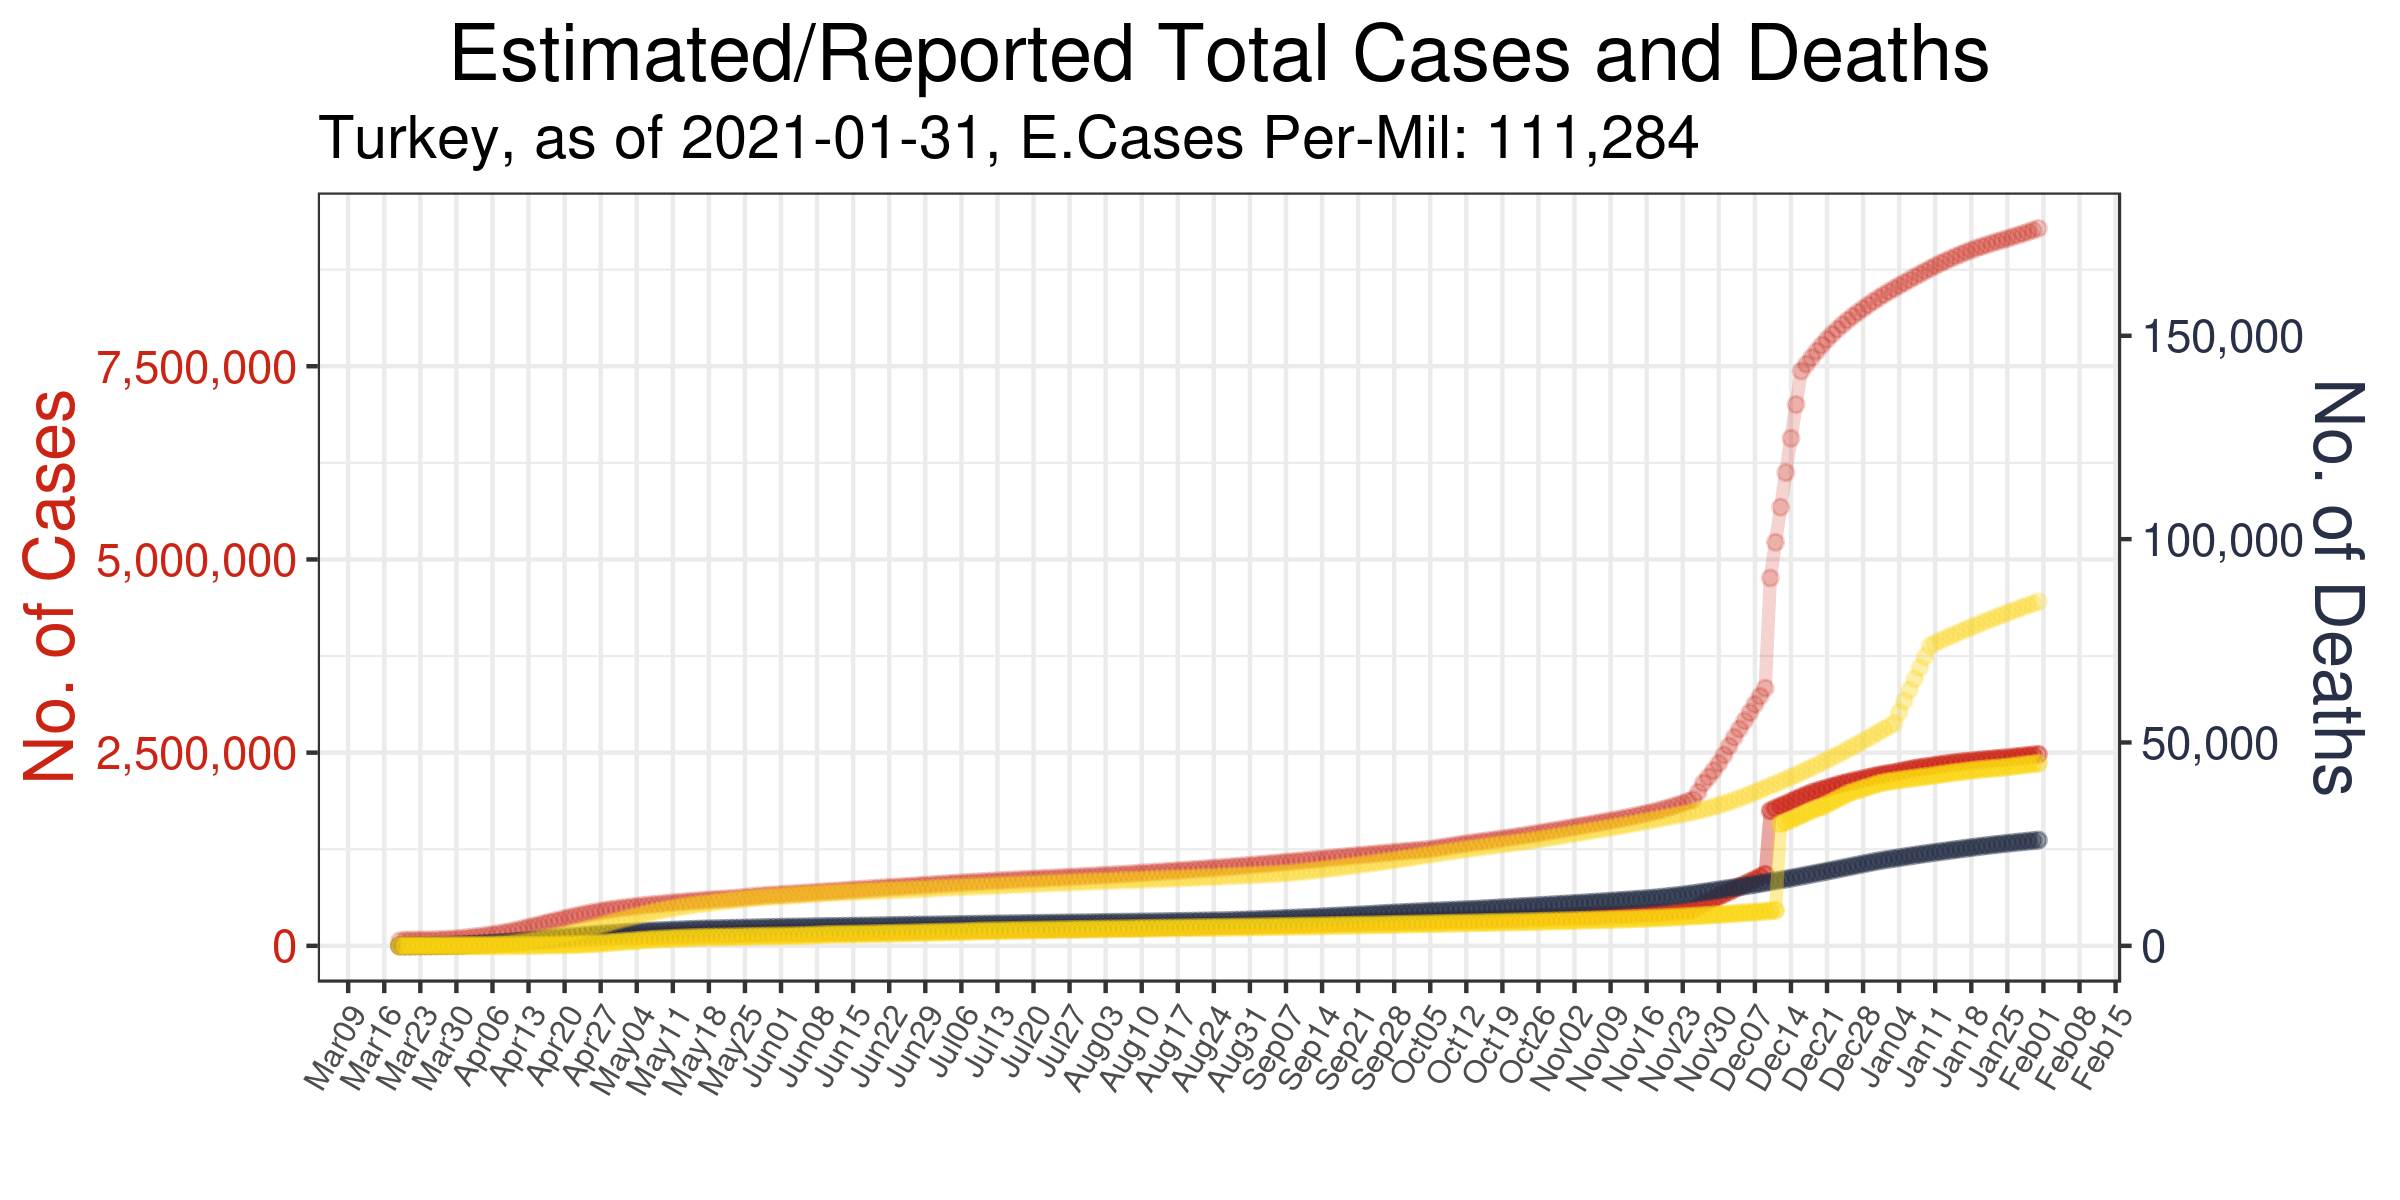 Estimated/Reported Total Cases and Deaths
Turkey, as of 2021-01-31, E.Cases Per-Mil: 111,284
No. of Cases
7,500,000
5,000,000
2,500,000
0
150,000
100,000
50,000
0
No. of Deaths
Mar09
Mar16
Mar23
Mar30
Apr06
Apr13
Apr20
Apr27
May04
May11
May18
May25
Jun01
Jun08
Jun15
Jun22
Jun29
Jul06
Jul13
Jul20
Jul27
Aug03
Aug10
Aug17
Aug24
Aug31
Sep07
Sep14
Sep21
Sep28
Oct05
Oct12
Oct19
Oct26
Nov02
Nov09
Nov16
Nov23
Nov30
Dec07
Dec14
Dec21
Dec28
Jan04
Jan11
Jan18
Jan25
Feb01
Feb08
Feb15